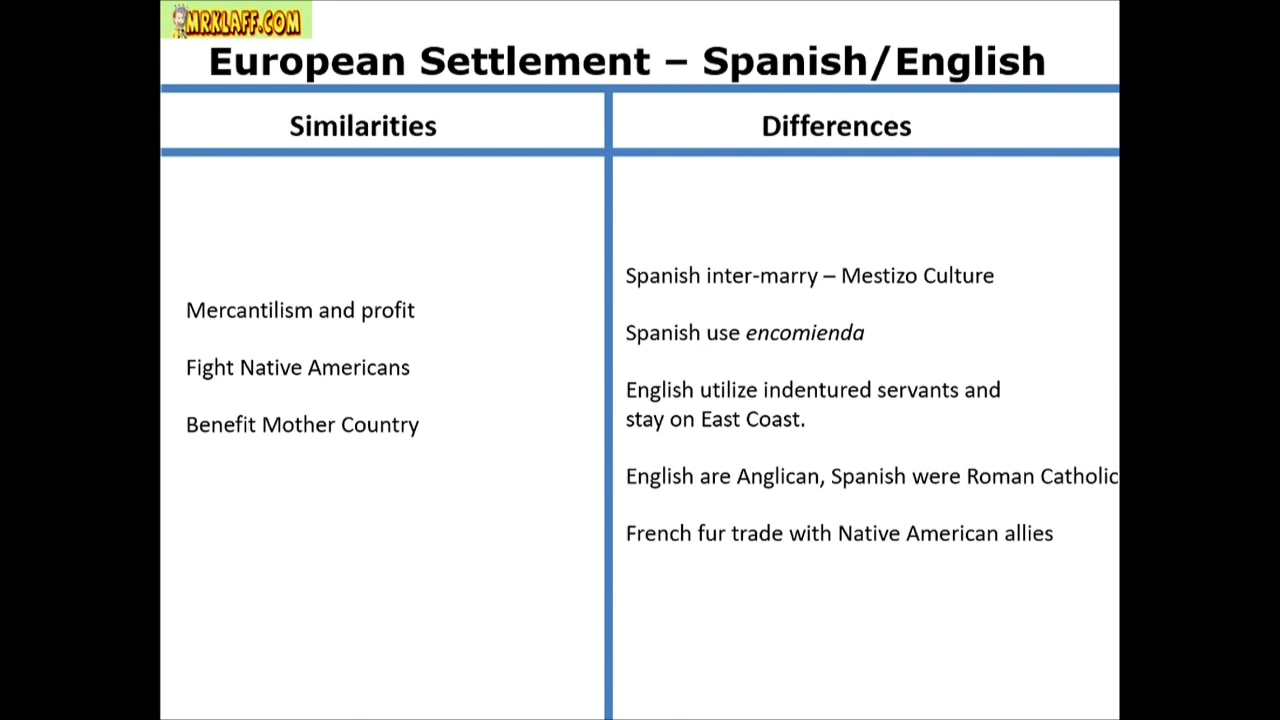 MRKLAFF.COM
European Settlement – Spanish/English
Similarities
Differences
Mercantilism and profit
Fight Native Americans
Benefit Mother Country
Spanish inter-marry – Mestizo Culture
Spanish use encomienda
English utilize indentured servants and
stay on East Coast.
English are Anglican, Spanish were Roman Catholic
French fur trade with Native American allies